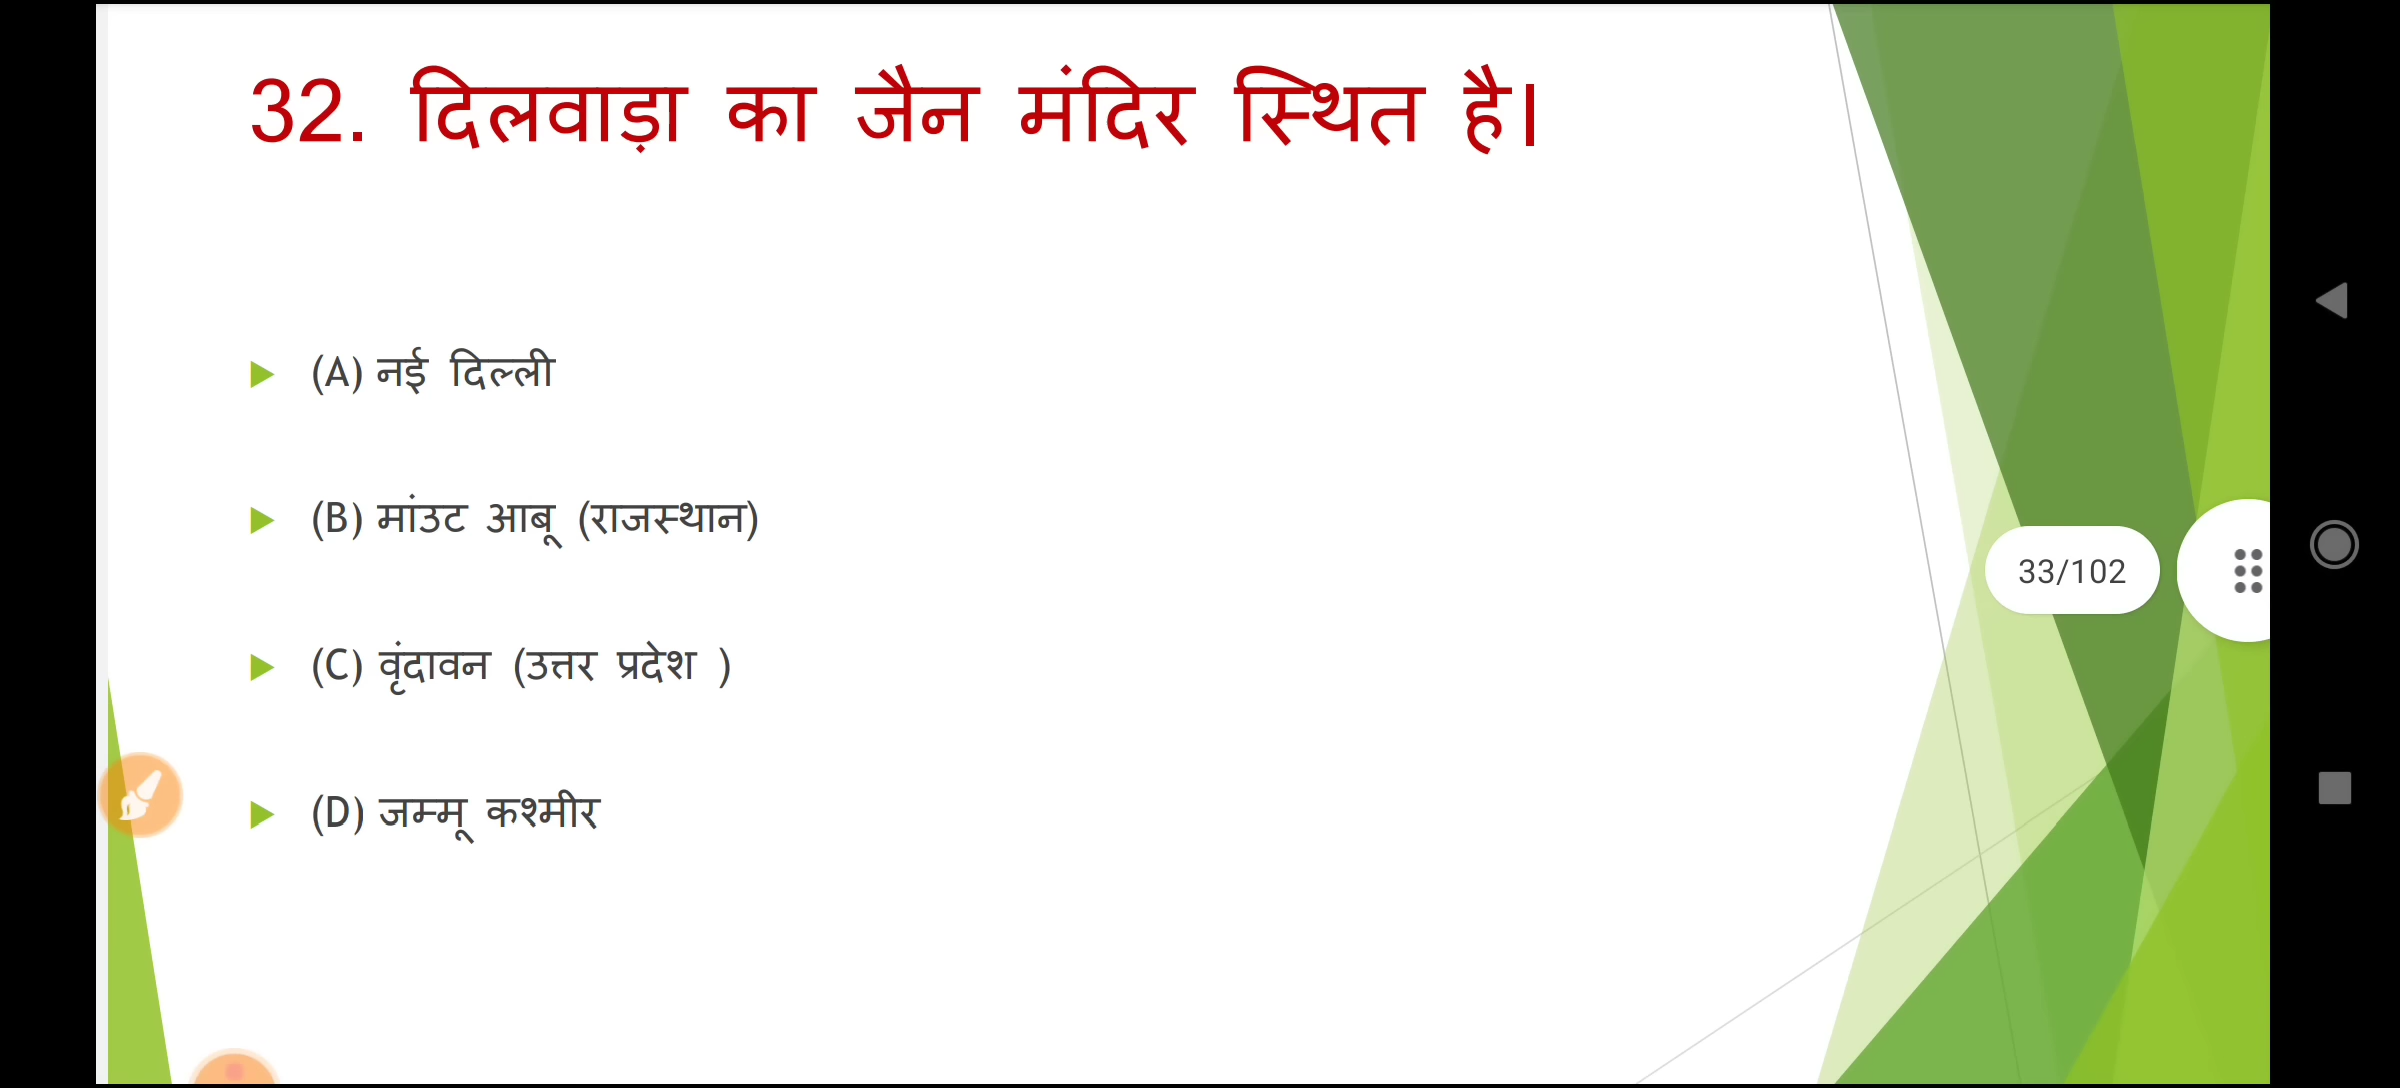 32. दिलवाड़ा का जैन मंदिर स्थित है|
(A) नई दिल्ली
(B) मांउट आबू (राजस्थान)
33/102
(C) वृंदावन (उत्तर प्रदेश )
(D) जम्मू कश्मीर